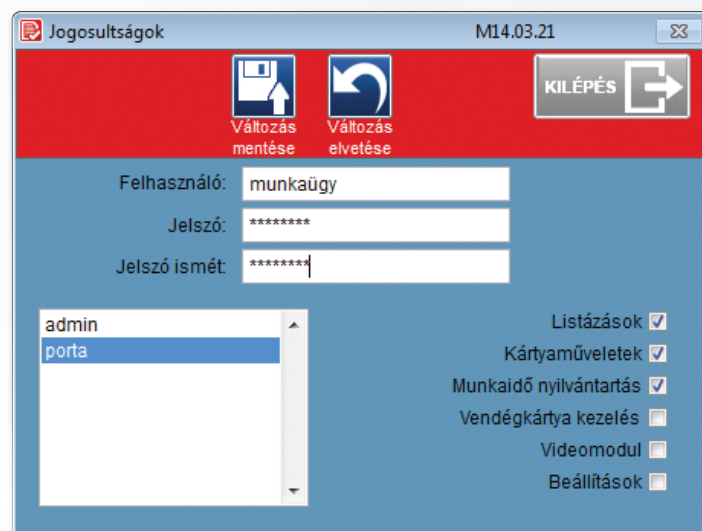 Jogosultságok M14.03.21
KILÉPÉS
Változás mentése
Változás elvetése
Felhasználó: munkaügy
Jelszó: ********
Jelszó ismét: ********
admin
porta
Listázások
Kártyaműveletek
Munkaidő nyilvántartás
Vendégkártya kezelés
Videomodul
Beállítások